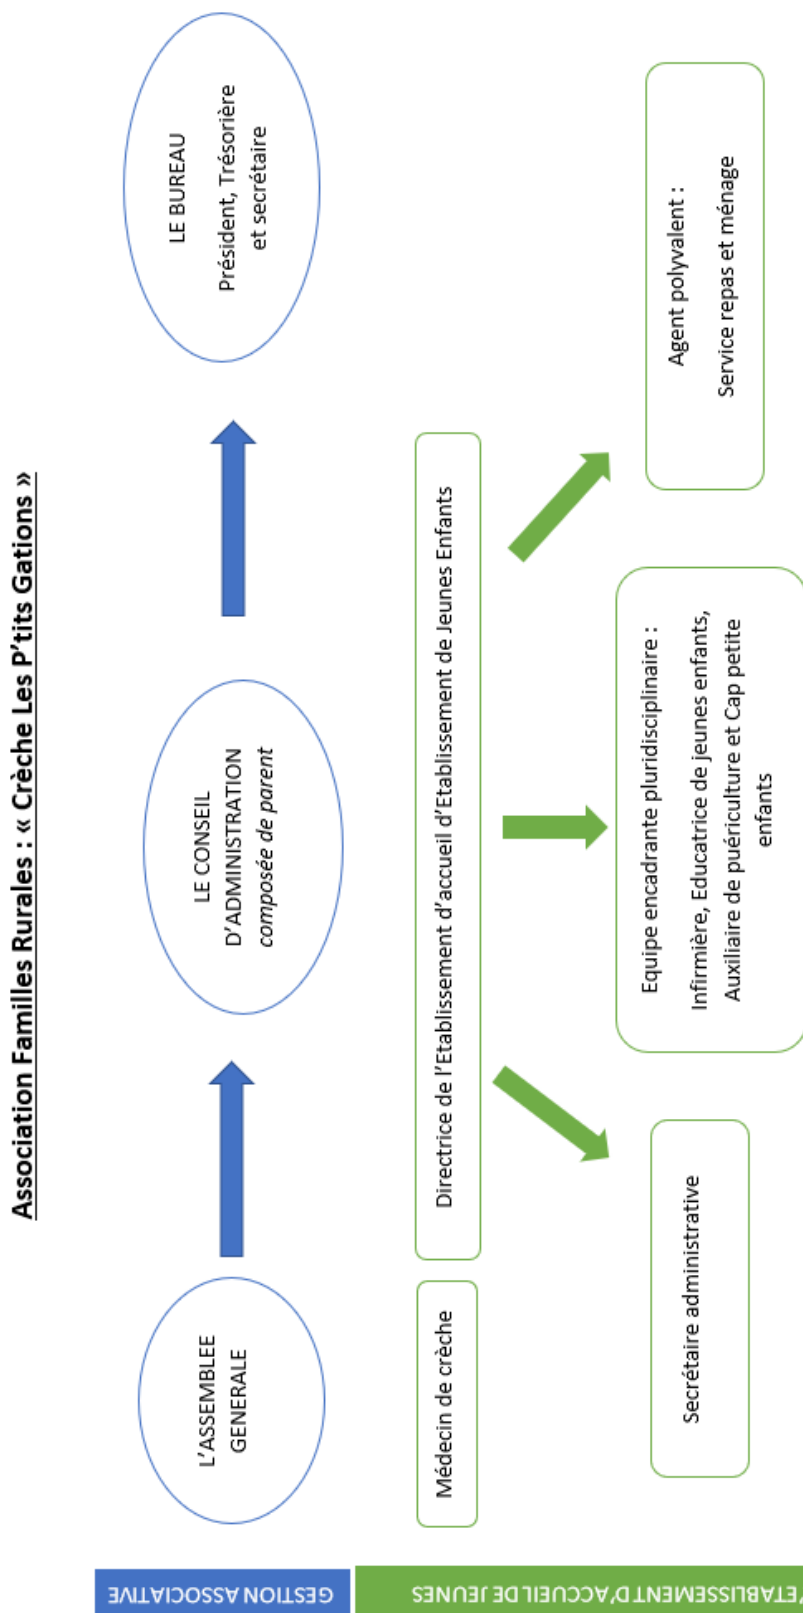 Association Familles Rurales : « Crèche Les P'tits Gations »
GESTION ASSOCIATIVE
L'ASSEMBLEE
GENERALE
LE CONSEIL
D'ADMINISTRATION
composée de parent
LE BUREAU
Président, Trésorière
et secrétaire
'ETABLISSEMENT D'ACCUEIL DE JEUNES
Médecin de crèche
Directrice de l'Etablissement d'accueil d'Etablissement de Jeunes Enfants
Secrétaire administrative
Equipe encadrante pluridisciplinaire :
Infirmière, Educatrice de jeunes enfants,
Auxiliaire de puériculture et Cap petite
enfants
Agent polyvalent :
Service repas et ménage